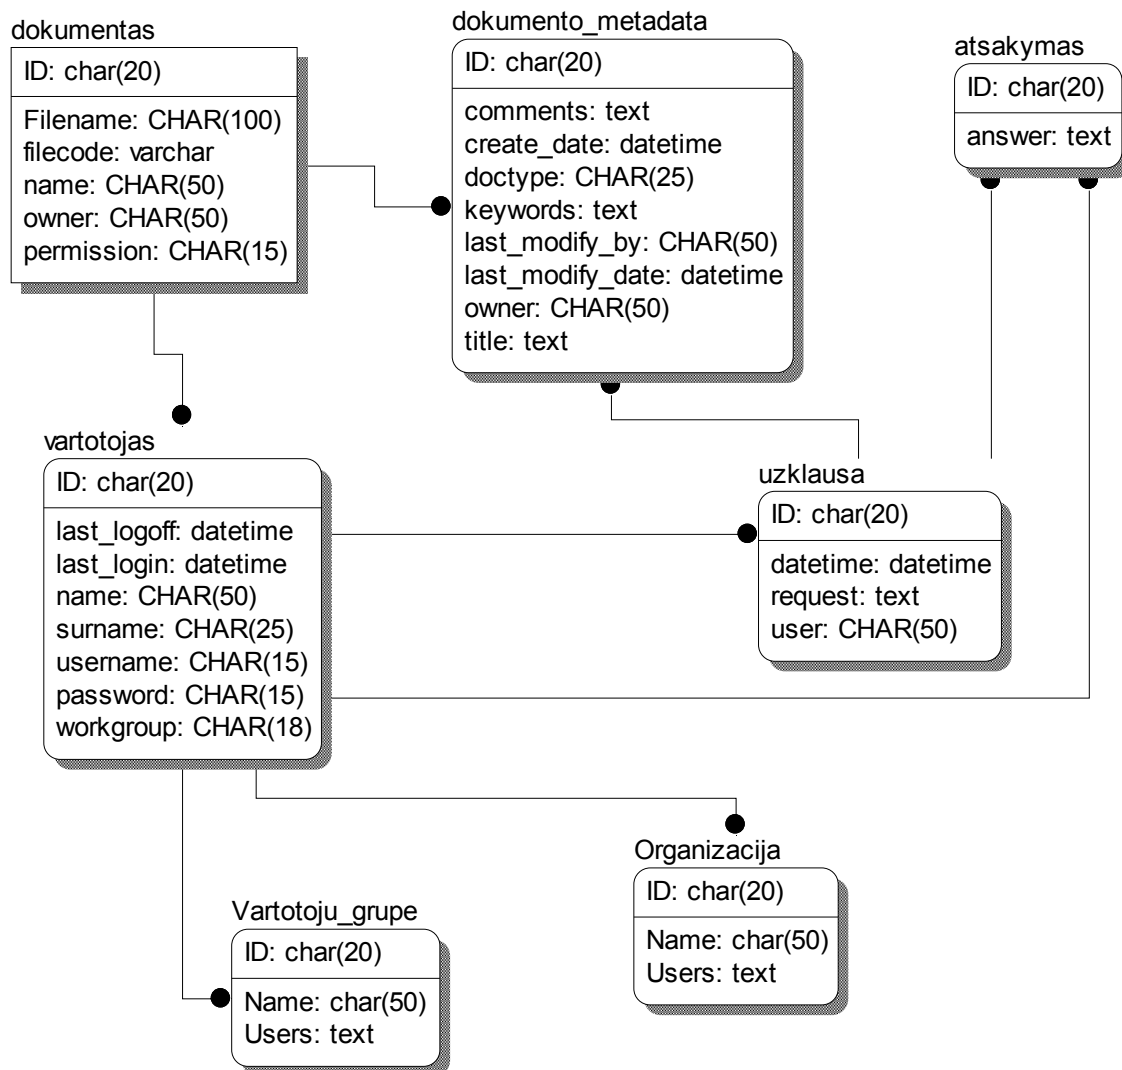 dokumentas
ID: char(20)
Filename: CHAR(100)
filecode: varchar
name: CHAR(50)
owner: CHAR(50)
permission: CHAR(15)
dokumento_metadata
ID: char(20)
comments: text
create_date: datetime
doctype: CHAR(25)
keywords: text
last_modify_by: CHAR(50)
last_modify_date: datetime
owner: CHAR(50)
title: text
atsakymas
ID: char(20)
answer: text
vartotojas
ID: char(20)
last_logoff: datetime
last_login: datetime
name: CHAR(50)
surname: CHAR(25)
username: CHAR(15)
password: CHAR(15)
workgroup: CHAR(18)
uzklausa
ID: char(20)
datetime: datetime
request: text
user: CHAR(50)
Organizacija
ID: char(20)
Name: char(50)
Users: text
Vartotoju_grupe
ID: char(20)
Name: char(50)
Users: text